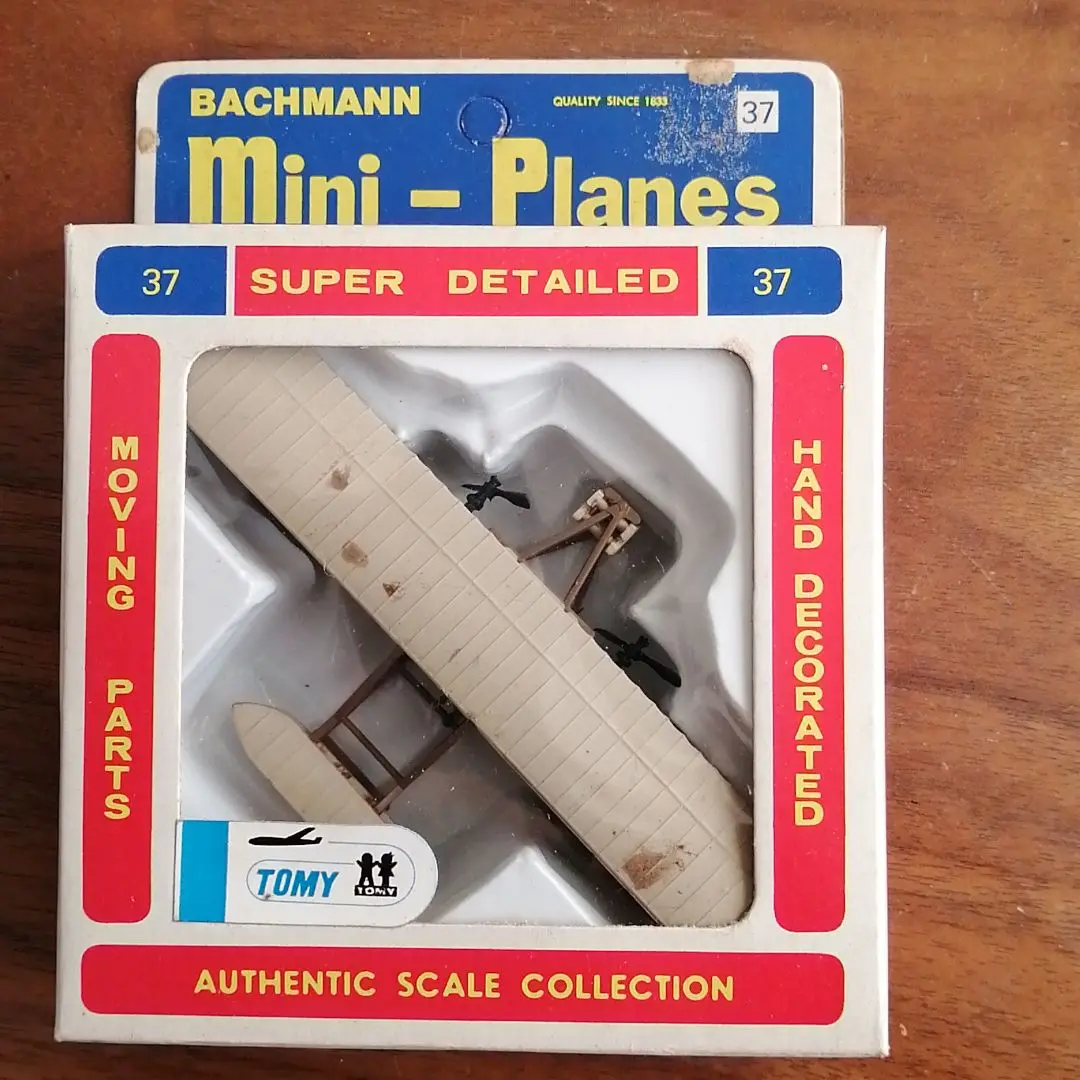 BACHMANN
QUALITY SINCE 1833
37
Mini - Planes
37
SUPER DETAILED
37
MOVING PARTS
HAND DECORATED
TOMY
TOMY
AUTHENTIC SCALE COLLECTION